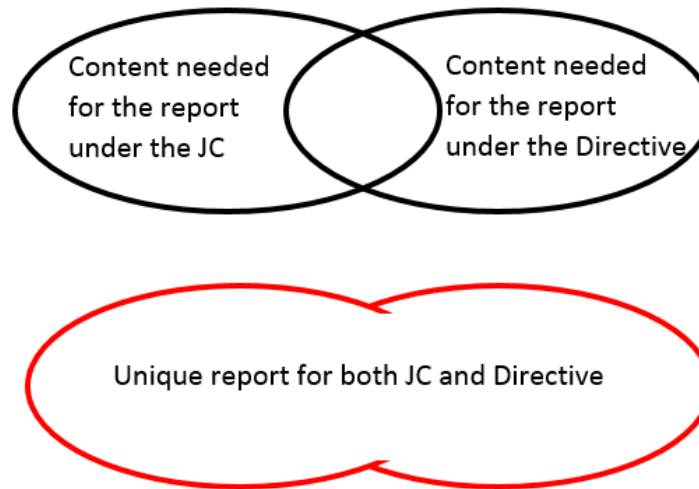 Content needed
for the report
under the JC
Content needed
for the report
under the Directive
Unique report for both JC and Directive